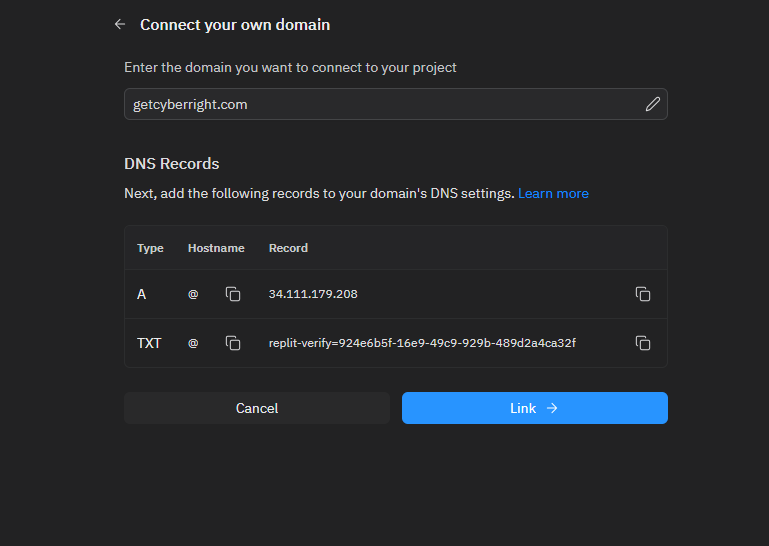 Connect your own domain
Enter the domain you want to connect to your project
getcyberright.com
DNS Records
Next, add the following records to your domain's DNS settings. Learn more
Type Hostname Record
A @ 34.111.179.208
TXT @ replit-verify=924e6b5f-16e9-49c9-929b-489d2a4ca32f
Cancel Link